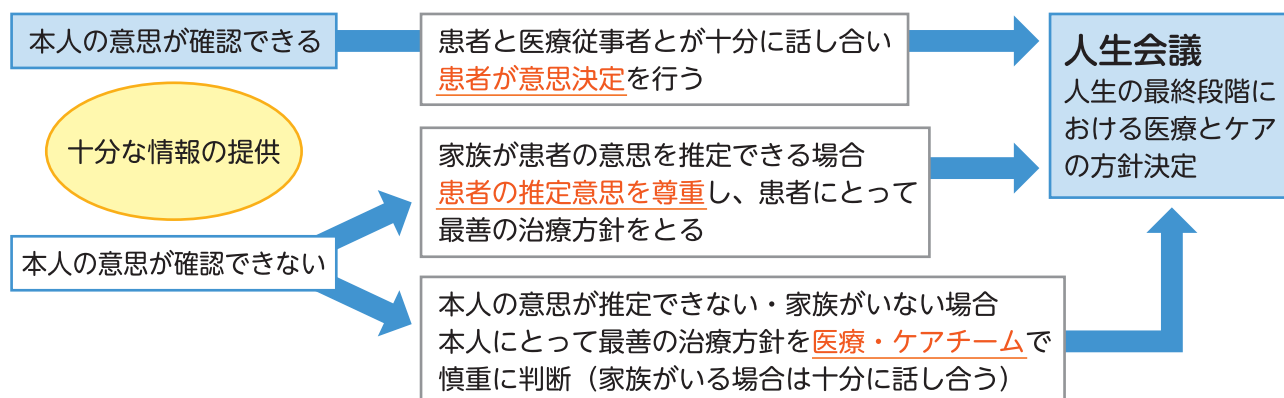 本人の意思が確認できる
患者と医療従事者とが十分に話し合い
患者が意思決定を行う
人生会議
人生の最終段階に
おける医療とケア
の方針決定
十分な情報の提供
家族が患者の意思を推定できる場合
患者の推定意思を尊重し、患者にとって
最善の治療方針をとる
本人の意思が確認できない
本人の意思が推定できない・家族がいない場合
本人にとって最善の治療方針を医療・ケアチームで
慎重に判断（家族がいる場合は十分に話し合う）